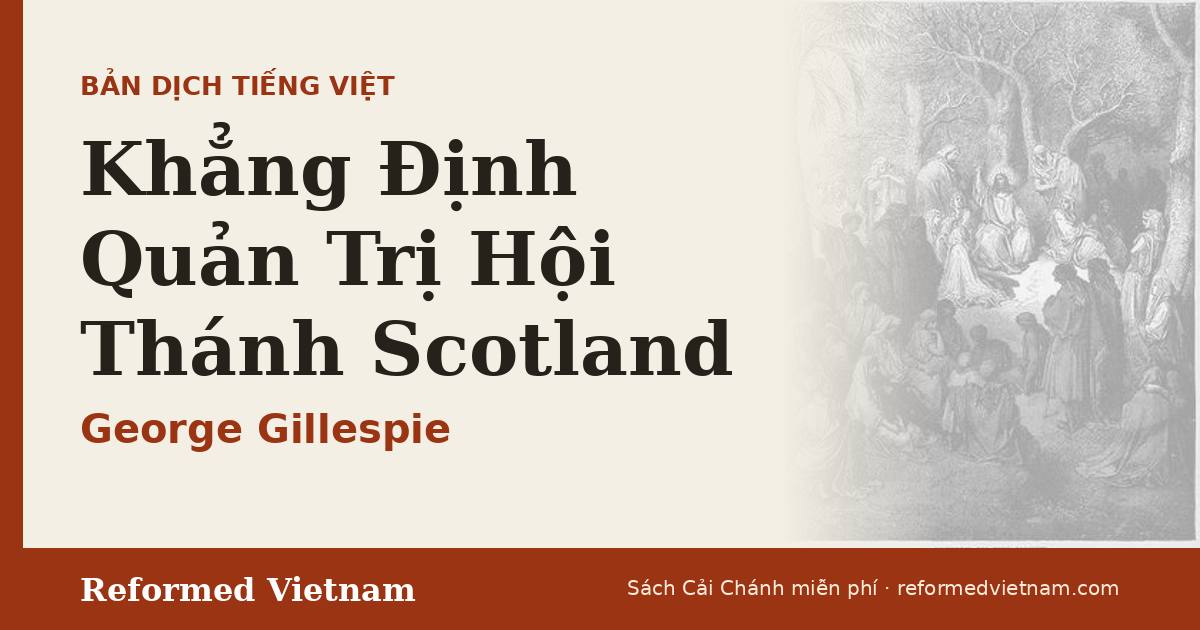 BẢN DỊCH TIẾNG VIỆT
Khẳng Định
Quản Trị Hội
Thánh Scotland
George Gillespie
Reformed Vietnam
Sách Cải Chánh miễn phí · reformedvietnam.com